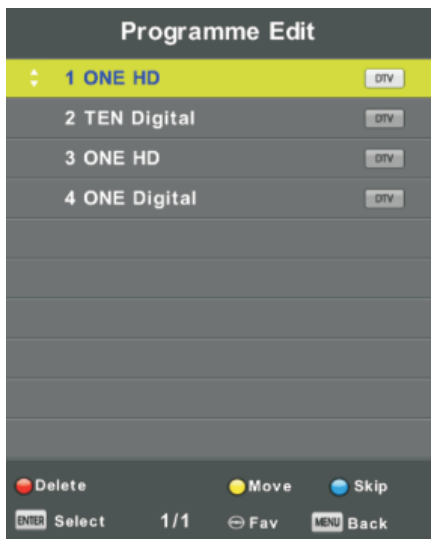 Programme Edit
1 ONE HD DTV
2 TEN Digital DTV
3 ONE HD DTV
4 ONE Digital DTV
Delete Move Skip
ENTER Select 1/1 Fav MENU Back